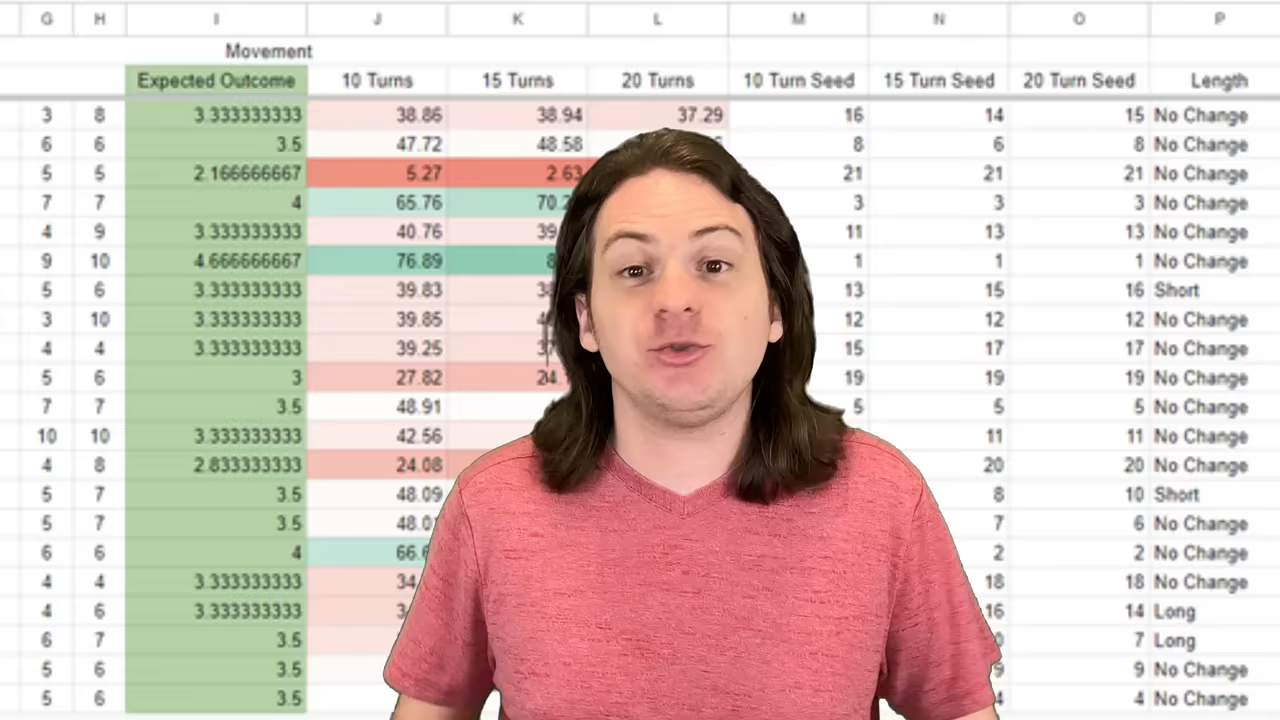 G H I J K L M N O P
Movement
Expected Outcome 10 Turns 15 Turns 20 Turns 10 Turn Seed 15 Turn Seed 20 Turn Seed Length
3 8 3.333333333 38.86 38.94 37.29 16 14 15 No Change
6 6 3.5 47.72 48.58 8 6 8 No Change
5 5 2.166666667 5.27 2.63 21 21 21 No Change
7 7 4 65.76 3 3 3 No Change
4 9 3.333333333 40.76 11 13 13 No Change
9 10 4.666666667 76.89 1 1 1 No Change
5 6 3.333333333 39.83 13 15 16 Short
3 10 3.333333333 39.85 12 12 12 No Change
4 4 3.333333333 39.25 15 17 17 No Change
5 6 3 27.82 19 19 19 No Change
7 7 3.5 48.91 5 5 5 No Change
10 10 3.333333333 42.56 11 11 No Change
4 8 2.833333333 24.08 20 20 No Change
5 7 3.5 48.09 8 10 Short
5 7 3.5 7 6 No Change
6 6 4 2 2 No Change
4 4 3.333333333 18 18 No Change
4 6 3.333333333 16 14 Long
6 7 3.5 7 Long
5 6 3.5 9 No Change
5 6 3.5 4 No Change